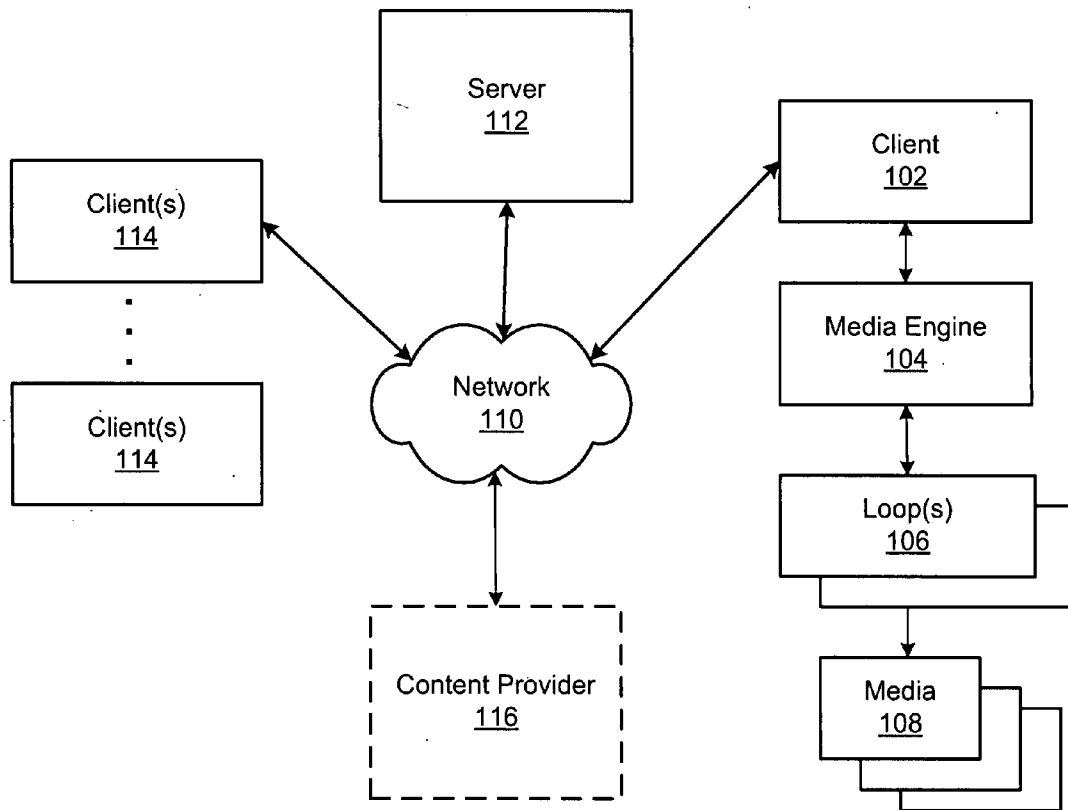 Server
112
Client
102
Client(s)
114
Media Engine
104
Network
110
Client(s)
114
Loop(s)
106
Content Provider
116
Media
108